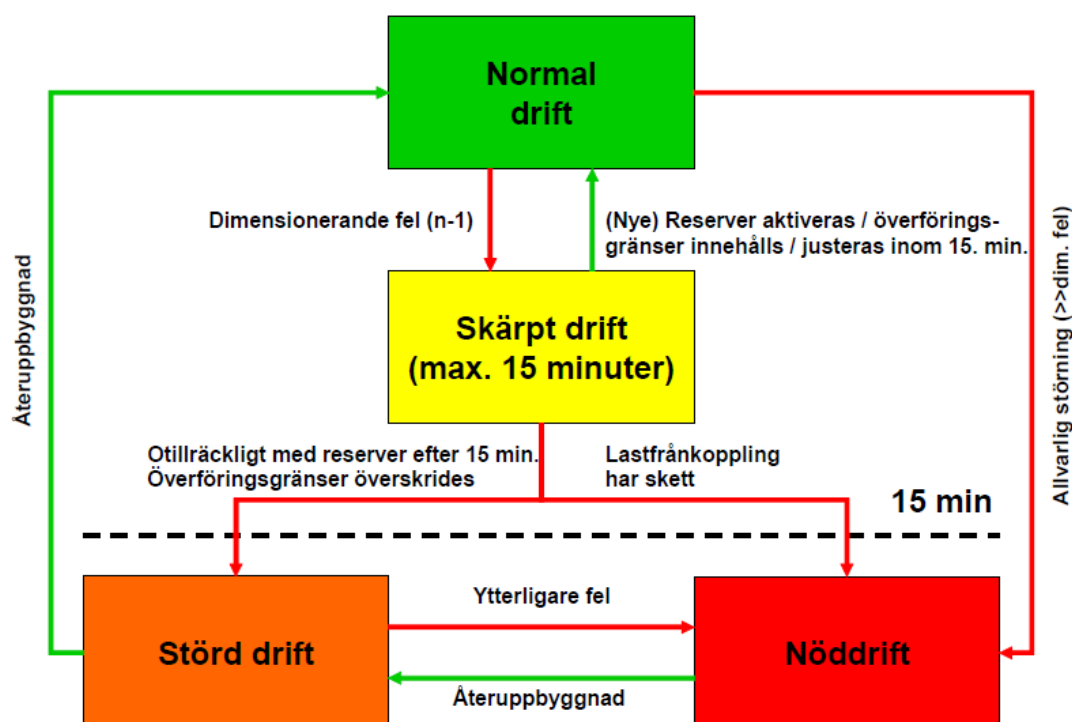 Normal
drift
Dimensionerande fel (n-1)
(Nye) Reserver aktiveras / överförings-
gränser innehålls / justeras inom 15. min.
Återuppbyggnad
Allvarlig störning (>>dim. fel)
Skärpt drift
(max. 15 minuter)
Otillräckligt med reserver efter 15 min.
Överföringsgränser överskrides
Lastfrånkoppling
har skett
15 min
Störd drift
Ytterligare fel
Återuppbyggnad
Nöddrift